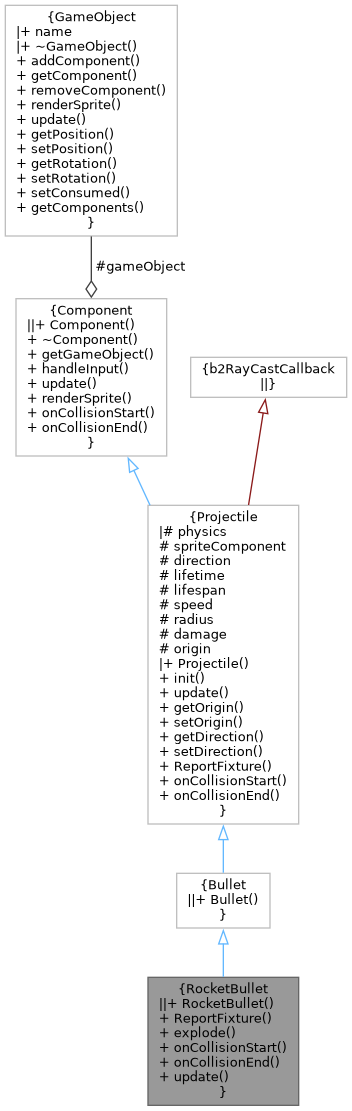 {GameObject
|+ name
|+ ~GameObject()
+ addComponent()
+ getComponent()
+ removeComponent()
+ renderSprite()
+ update()
+ getPosition()
+ setPosition()
+ getRotation()
+ setRotation()
+ setConsumed()
+ getComponents()
}
#gameObject
{Component
||+ Component()
+ ~Component()
+ getGameObject()
+ handleInput()
+ update()
+ renderSprite()
+ onCollisionStart()
+ onCollisionEnd()
}
{b2RayCastCallback
||}
{Projectile
|# physics
# spriteComponent
# direction
# lifetime
# lifespan
# speed
# radius
# damage
# origin
|+ Projectile()
+ init()
+ update()
+ getOrigin()
+ setOrigin()
+ getDirection()
+ setDirection()
+ ReportFixture()
+ onCollisionStart()
+ onCollisionEnd()
}
{Bullet
||+ Bullet()
}
{RocketBullet
||+ RocketBullet()
+ ReportFixture()
+ explode()
+ onCollisionStart()
+ onCollisionEnd()
+ update()
}